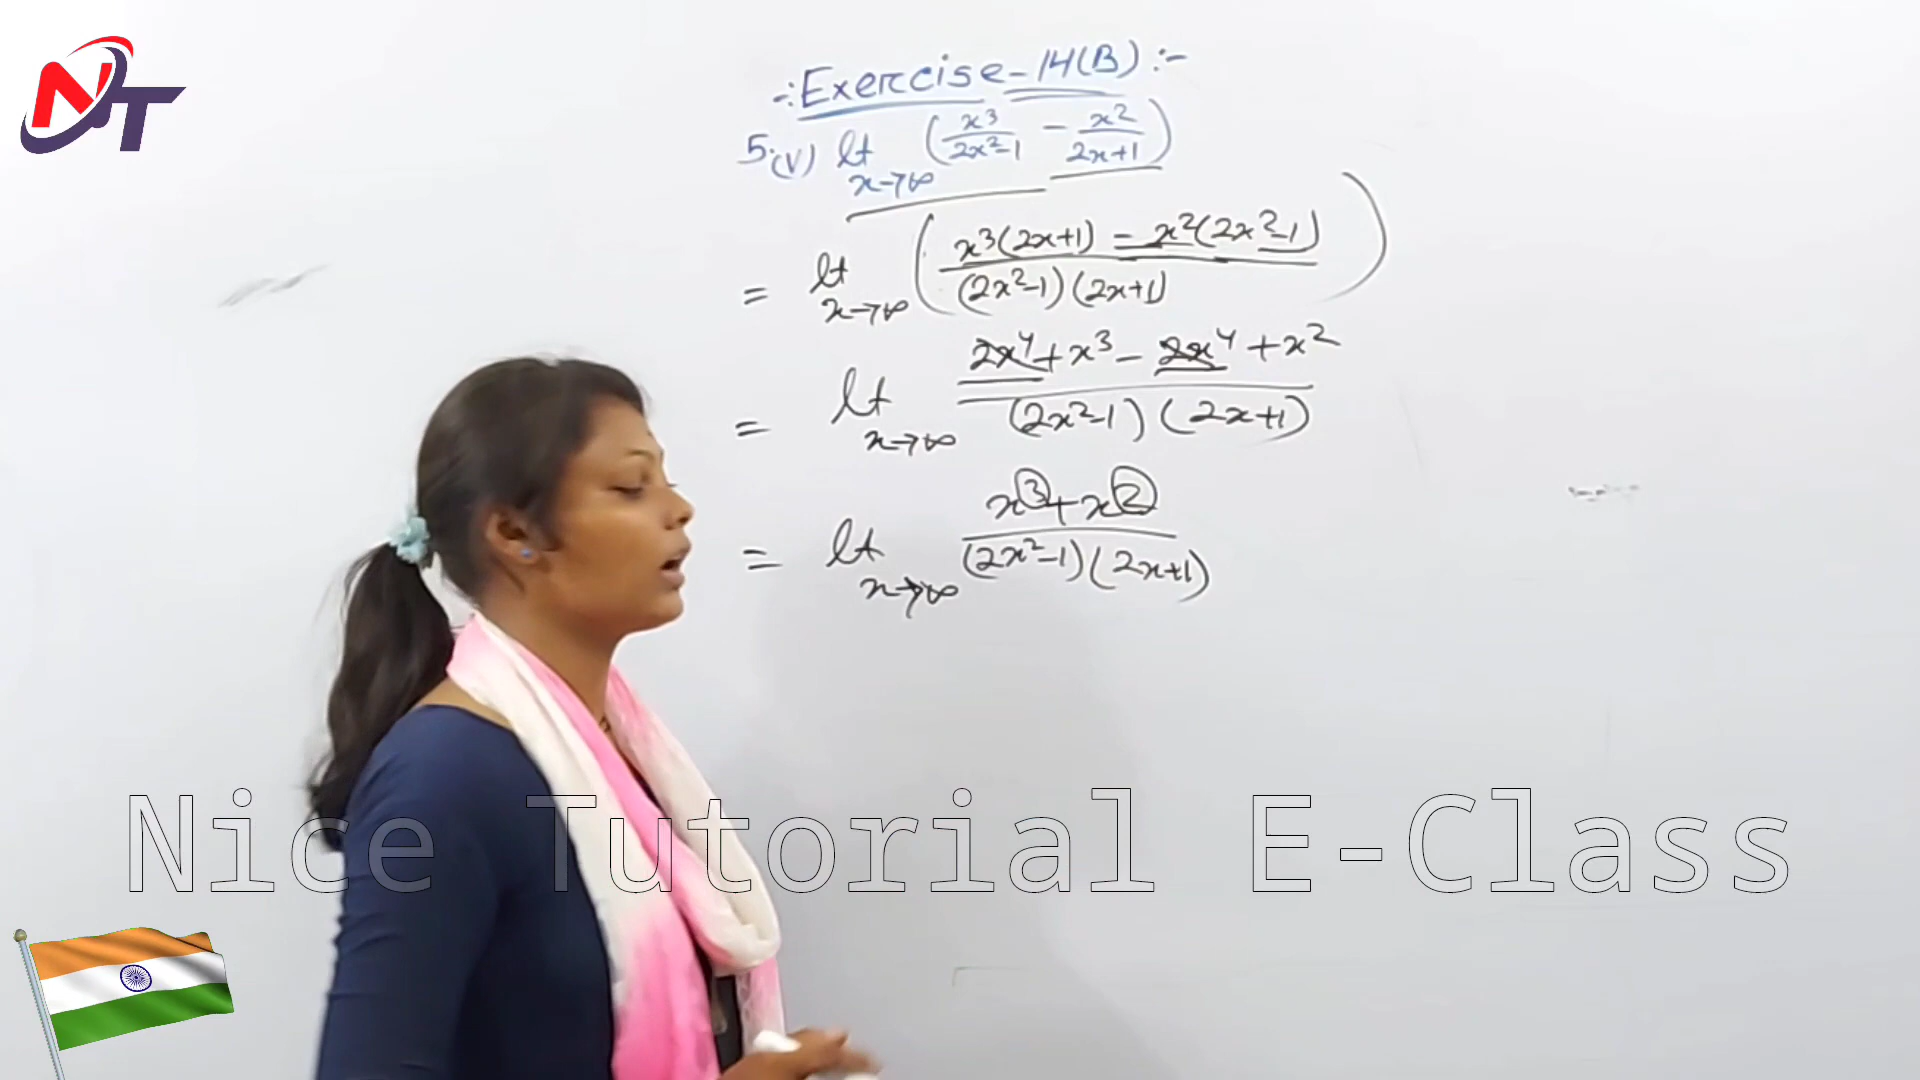 NT
-: Exercise-14(B) :-
5.(v) lt x→∞ (x³/2x²-1 - x²/2x+1)
= lt x→∞ (x³(2x+1) - x²(2x²-1) / (2x²-1)(2x+1))
= lt x→∞ 2x⁴+x³-2x⁴+x² / (2x²-1)(2x+1)
= lt x→∞ x³+x² / (2x²-1)(2x+1)
Nice Tutorial E-Class